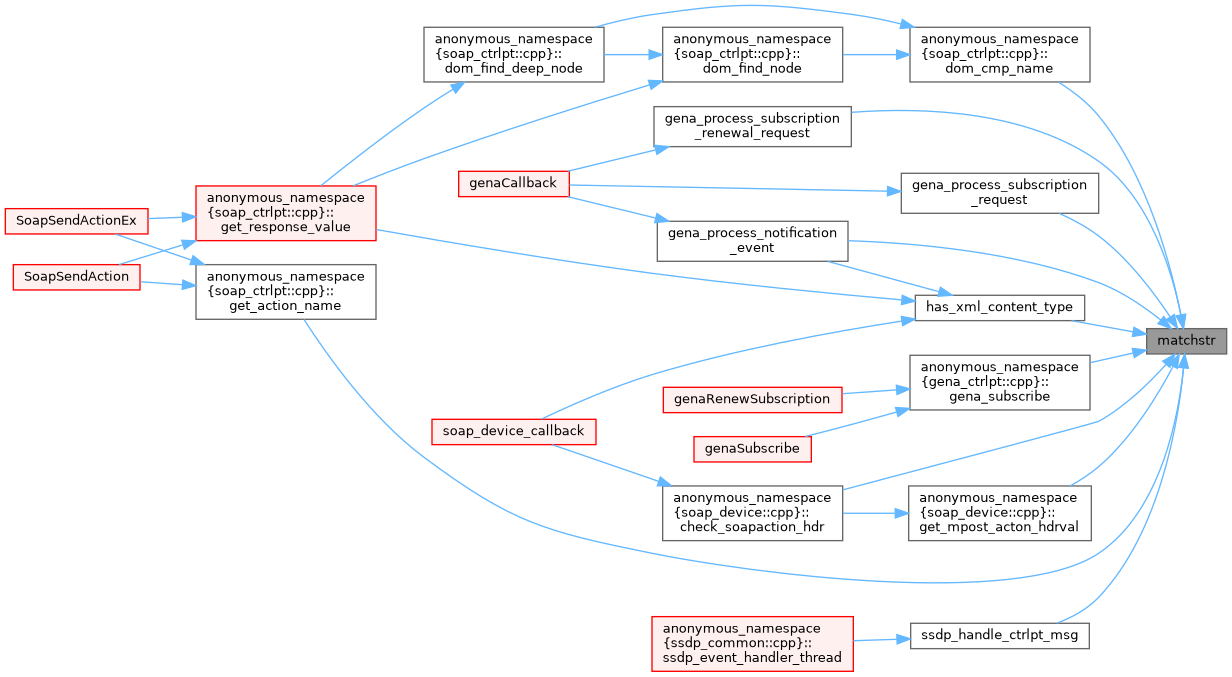 anonymous_namespace
{soap_ctrlpt::cpp}::
dom_find_deep_node
anonymous_namespace
{soap_ctrlpt::cpp}::
dom_find_node
anonymous_namespace
{soap_ctrlpt::cpp}::
dom_cmp_name
gena_process_subscription
_renewal_request
genaCallback
gena_process_subscription
_request
anonymous_namespace
{soap_ctrlpt::cpp}::
get_response_value
SoapSendActionEx
gena_process_notification
_event
SoapSendAction
anonymous_namespace
{soap_ctrlpt::cpp}::
get_action_name
has_xml_content_type
matchstr
anonymous_namespace
{gena_ctrlpt::cpp}::
gena_subscribe
genaRenewSubscription
soap_device_callback
genaSubscribe
anonymous_namespace
{soap_device::cpp}::
check_soapaction_hdr
anonymous_namespace
{soap_device::cpp}::
get_mpost_acton_hdrval
anonymous_namespace
{ssdp_common::cpp}::
ssdp_event_handler_thread
ssdp_handle_ctrlpt_msg